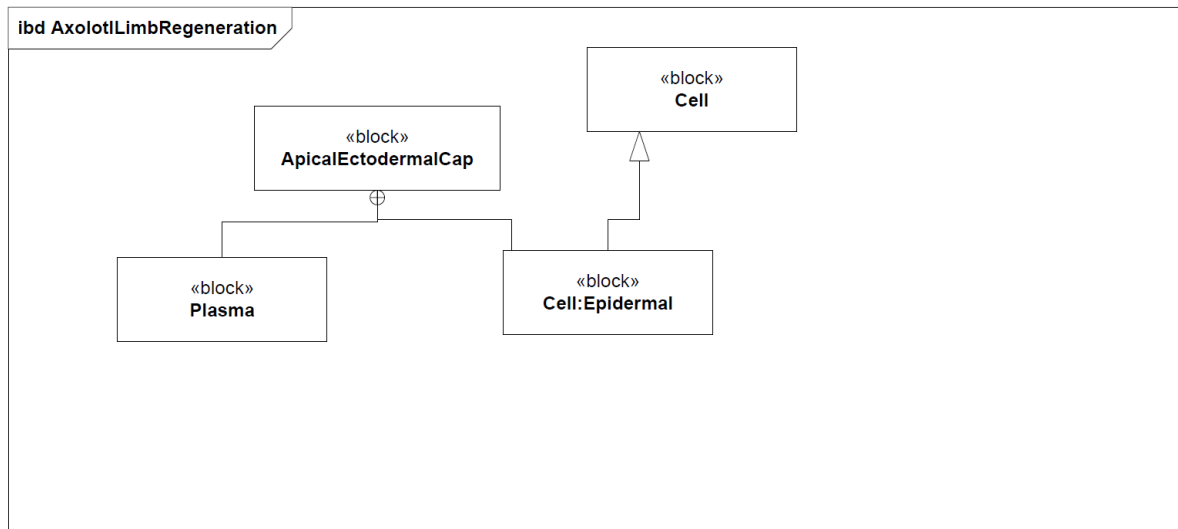 ibd AxolotlLimbRegeneration
«block»
Cell
«block»
ApicalEctodermalCap
«block»
Plasma
«block»
Cell:Epidermal